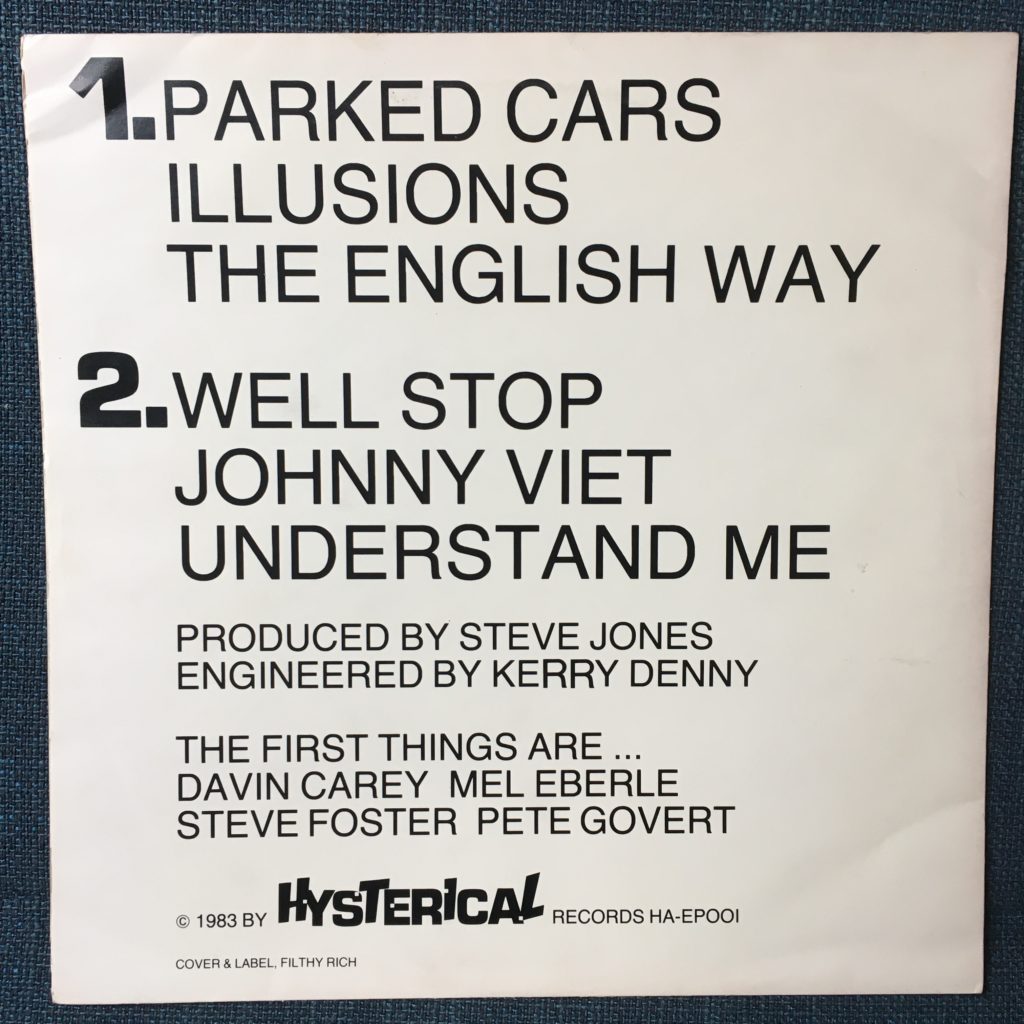 1. PARKED CARS
ILLUSIONS
THE ENGLISH WAY
2. WELL STOP
JOHNNY VIET
UNDERSTAND ME
PRODUCED BY STEVE JONES
ENGINEERED BY KERRY DENNY
THE FIRST THINGS ARE ...
DAVIN CAREY MEL EBERLE
STEVE FOSTER PETE GOVERT
© 1983 BY HYSTERICAL RECORDS HA-EPOOI
COVER & LABEL, FILTHY RICH